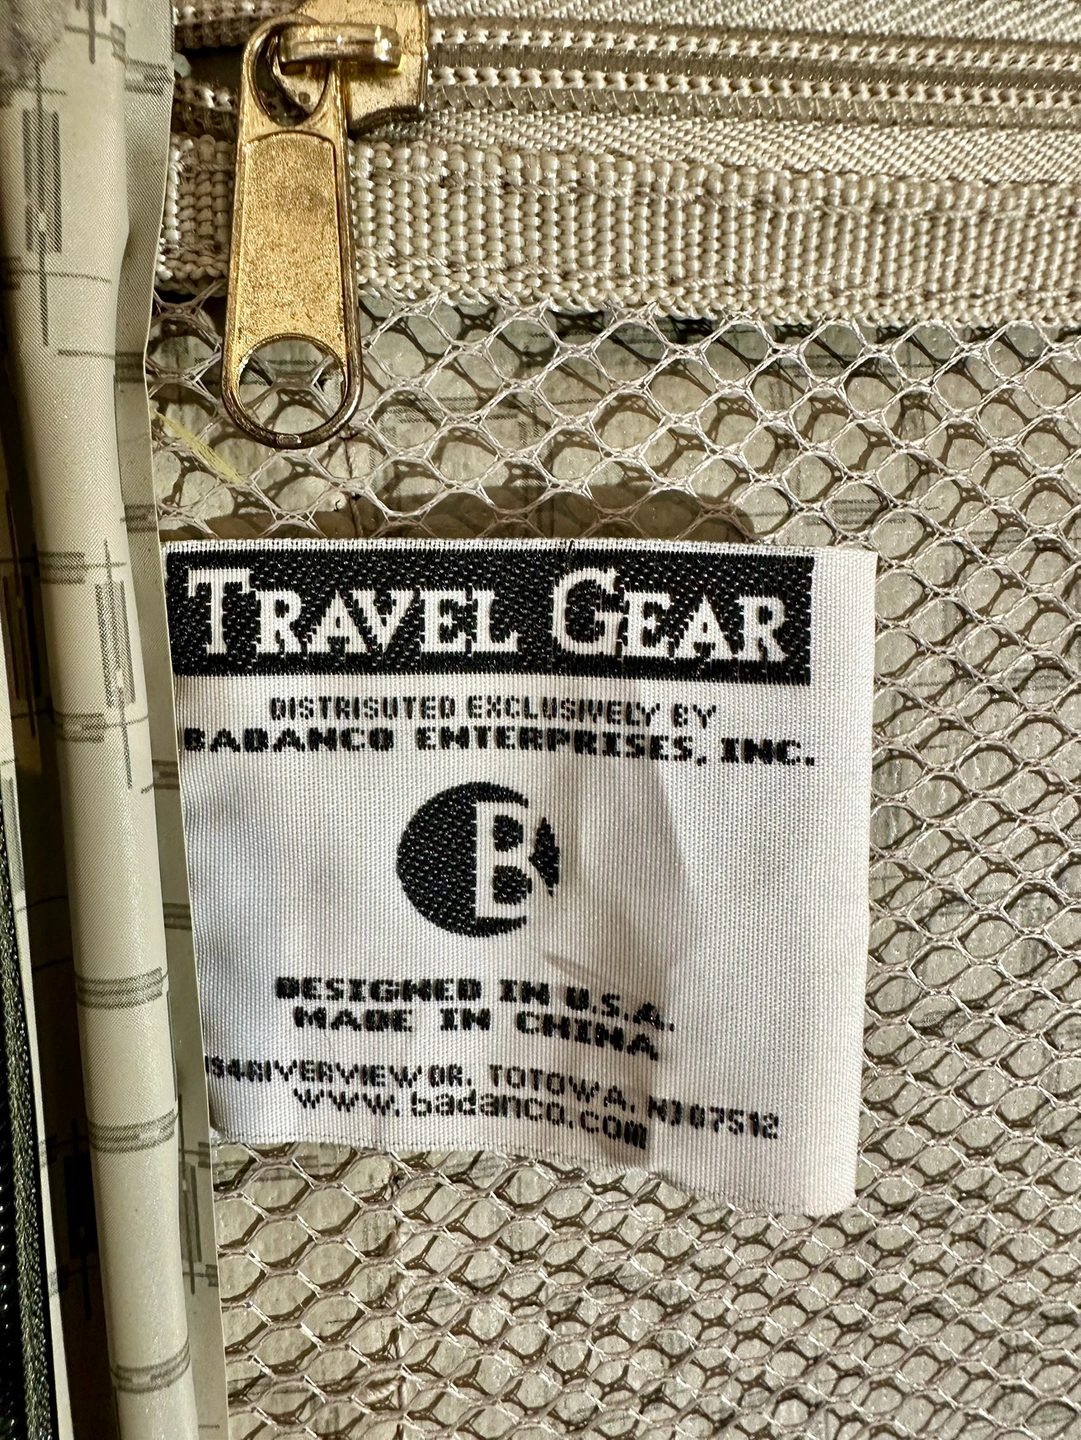 TRAVEL GEAR
DISTRIBUTED EXCLUSIVELY BY
BADANCO ENTERPRISES, INC.
B
DESIGNED IN U.S.A.
MADE IN CHINA
RIVERVIEW DR. TOTOWA, NJ 07512
www.badanco.com